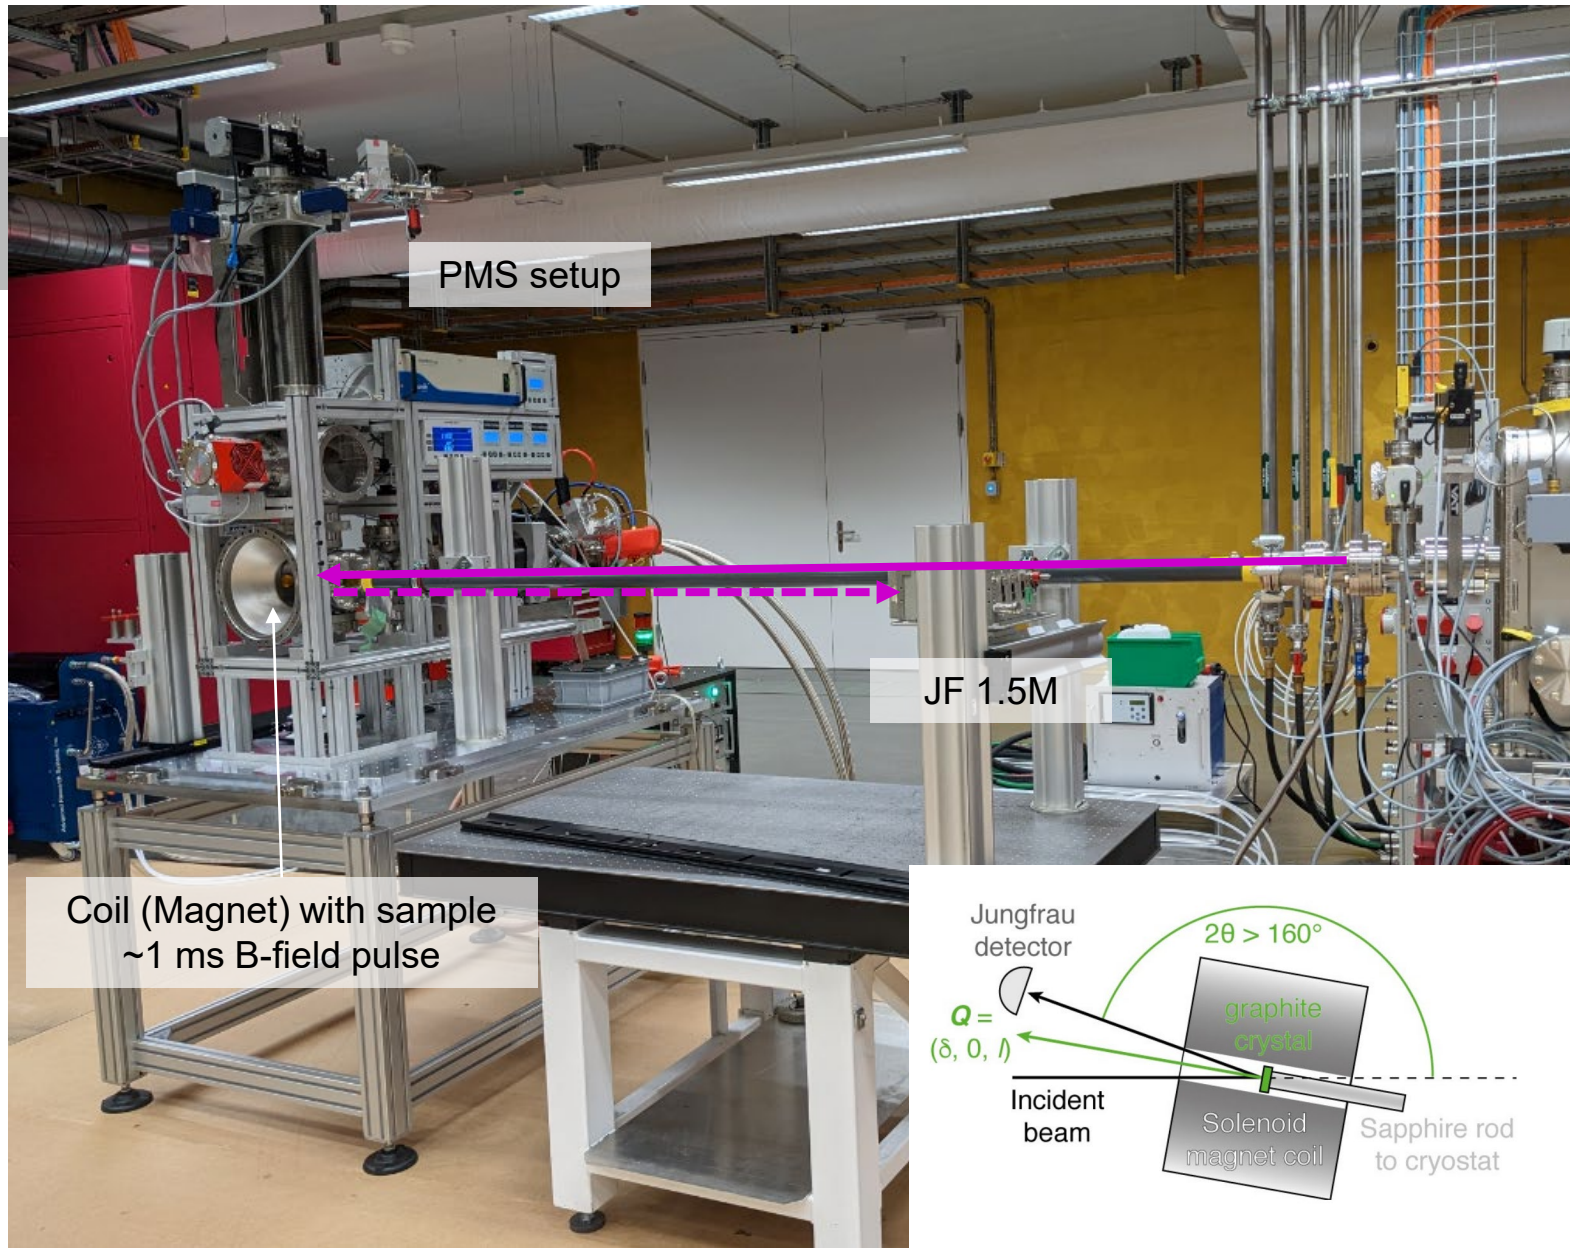 PMS setup
JF 1.5M
Coil (Magnet) with sample
~1 ms B-field pulse
Jungfrau
detector
2θ > 160°
Q =
(δ, 0, l)
graphite
crystal
Incident
beam
Solenoid
magnet coil
Sapphire rod
to cryostat